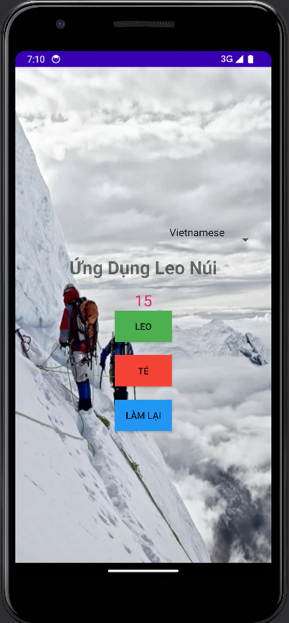 7:10 3G
Vietnamese
Ứng Dụng Leo Núi
15
LEO
TÉ
LÀM LẠI